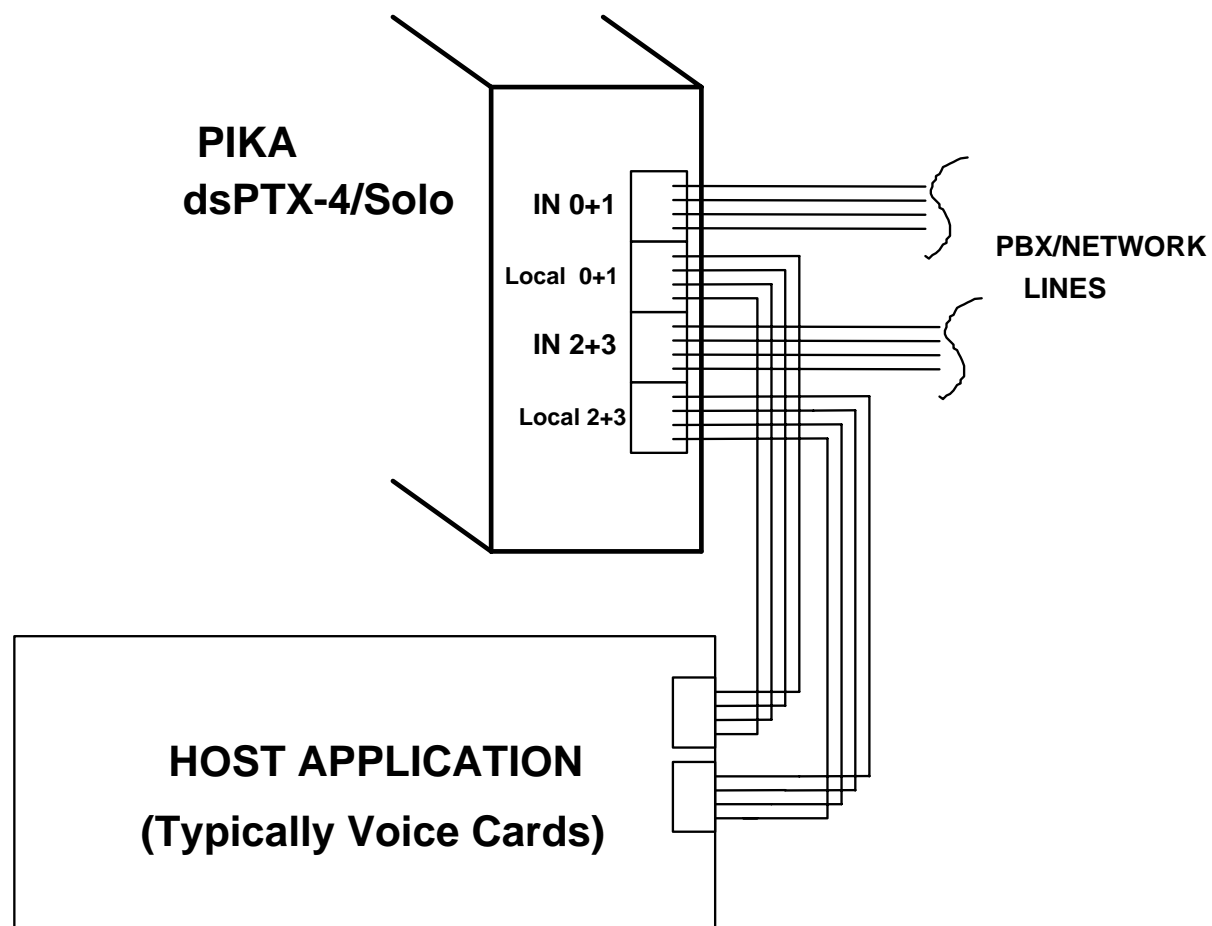 PIKA
dsPTX-4/Solo
IN 0+1
Local 0+1
IN 2+3
Local 2+3
PBX/NETWORK
LINES
HOST APPLICATION
(Typically Voice Cards)